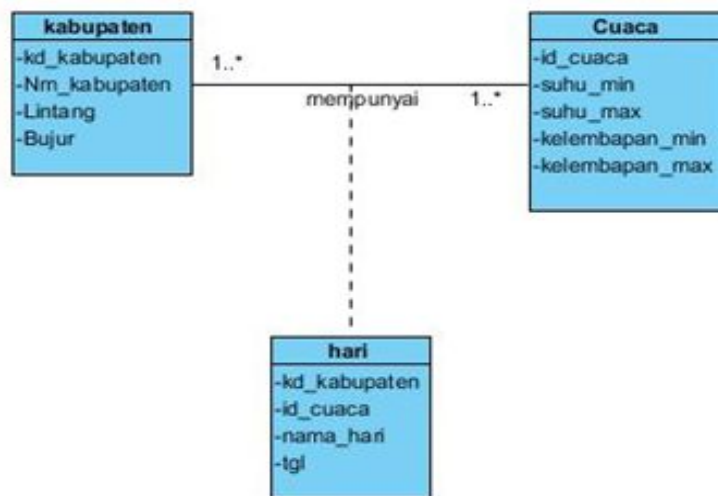 kabupaten
-kd_kabupaten
-Nm_kabupaten
-Lintang
-Bujur
1..*
mempunyai
1..*
Cuaca
-id_cuaca
-suhu_min
-suhu_max
-kelembapan_min
-kelembapan_max
hari
-kd_kabupaten
-id_cuaca
-nama_hari
-tgl